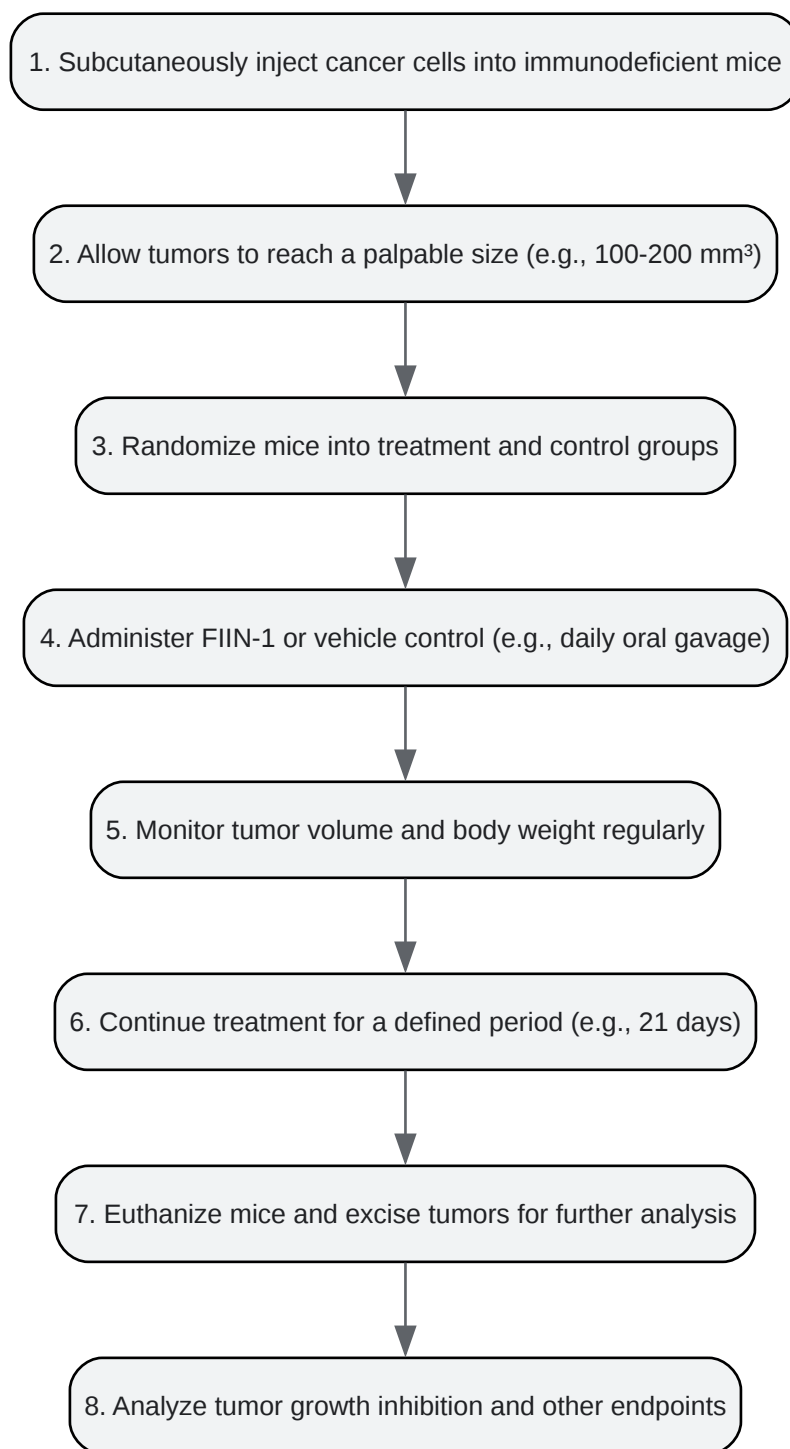 1. Subcutaneously inject cancer cells into immunodeficient mice
2. Allow tumors to reach a palpable size (e.g., 100-200 mm³)
3. Randomize mice into treatment and control groups
4. Administer FIIN-1 or vehicle control (e.g., daily oral gavage)
5. Monitor tumor volume and body weight regularly
6. Continue treatment for a defined period (e.g., 21 days)
7. Euthanize mice and excise tumors for further analysis
8. Analyze tumor growth inhibition and other endpoints